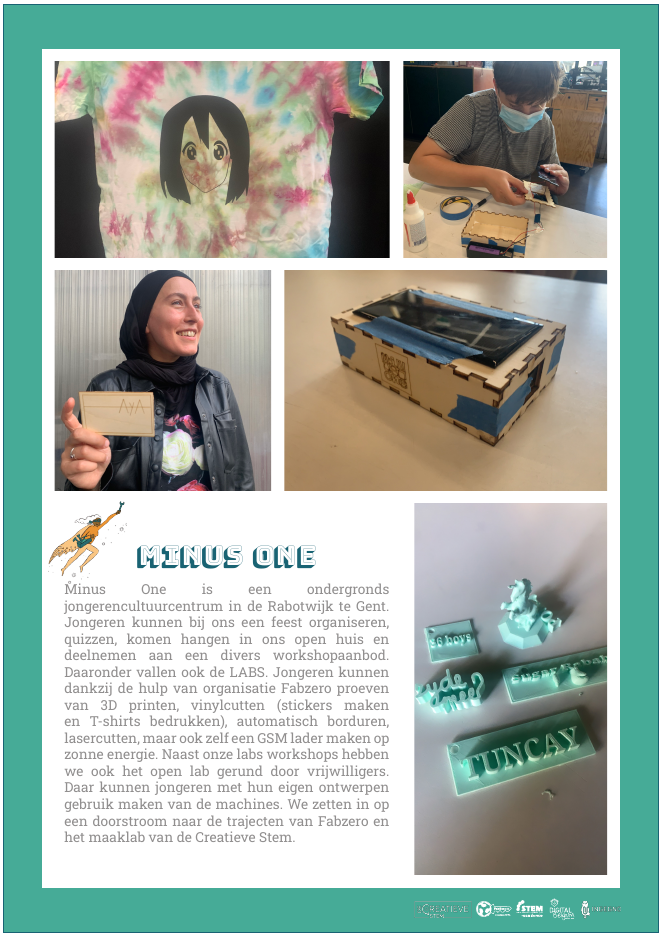 AyA
36 boys
TUNCAY
MINUS ONE
Minus One is een ondergronds
jongerencultuurcentrum in de Rabotwijk te Gent.
Jongeren kunnen bij ons een feest organiseren,
quizzen, komen hangen in ons open huis en
deelnemen aan een divers workshopaanbod.
Daaronder vallen ook de LABS. Jongeren kunnen
dankzij de hulp van organisatie Fabzero proeven
van 3D printen, vinylcutten (stickers maken
en T-shirts bedrukken), automatisch borduren,
lasercutten, maar ook zelf een GSM lader maken op
zonne energie. Naast onze labs workshops hebben
we ook het open lab gerund door vrijwilligers.
Daar kunnen jongeren met hun eigen ontwerpen
gebruik maken van de machines. We zetten in op
een doorstroom naar de trajecten van Fabzero en
het maaklab van de Creatieve Stem.
CREATIEVE
STEM
STEM
DIGITAL